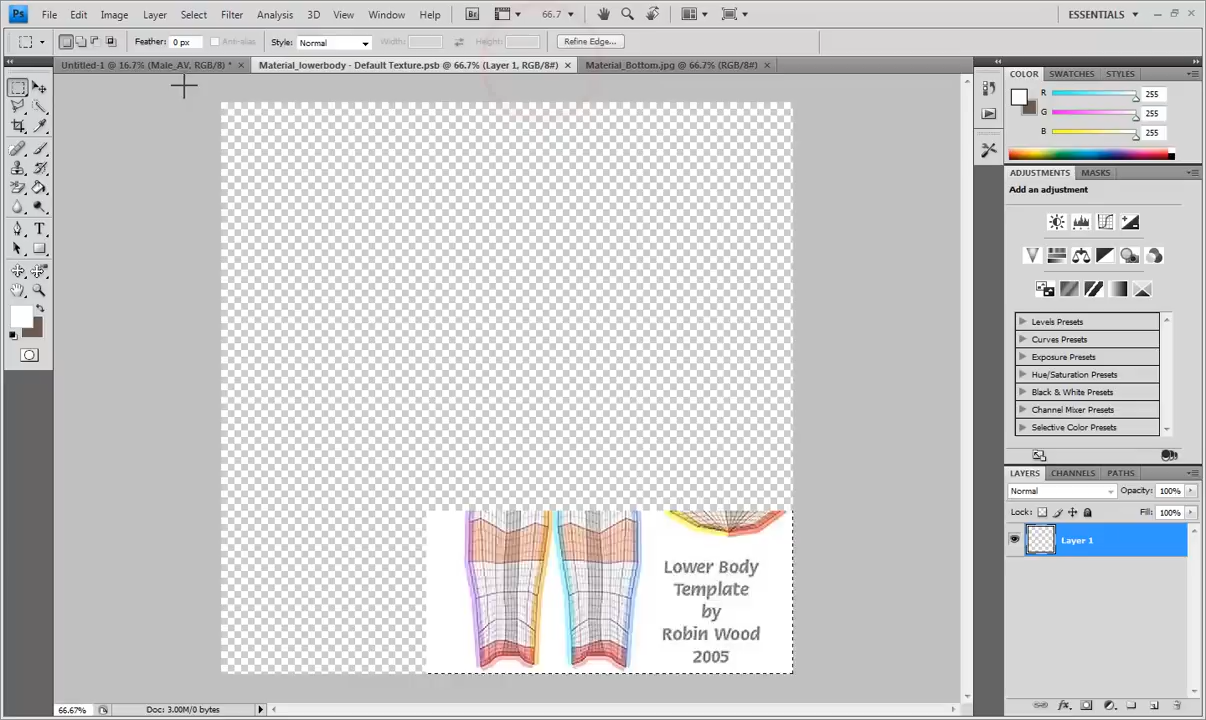 Ps File Edit Image Layer Select Filter Analysis 3D View Window Help Br 66.7 ESSENTIALS
Feather: 0 px Anti-alias Style: Normal Width: Height: Refine Edge...
Untitled-1 @ 16.7% (Male_AV, RGB/8) * Material_lowerbody - Default Texture.psb @ 66.7% (Layer 1, RGB/8#) Material_Bottom.jpg @ 66.7% (RGB/8#)
COLOR SWATCHES STYLES
R 255
G 255
B 255
ADJUSTMENTS MASKS
Add an adjustment
Levels Presets
Curves Presets
Exposure Presets
Hue/Saturation Presets
Black & White Presets
Channel Mixer Presets
Selective Color Presets
LAYERS CHANNELS PATHS
Normal Opacity: 100%
Lock: Fill: 100%
Layer 1
Lower Body
Template
by
Robin Wood
2005
66.67% Doc: 3.00M/0 bytes